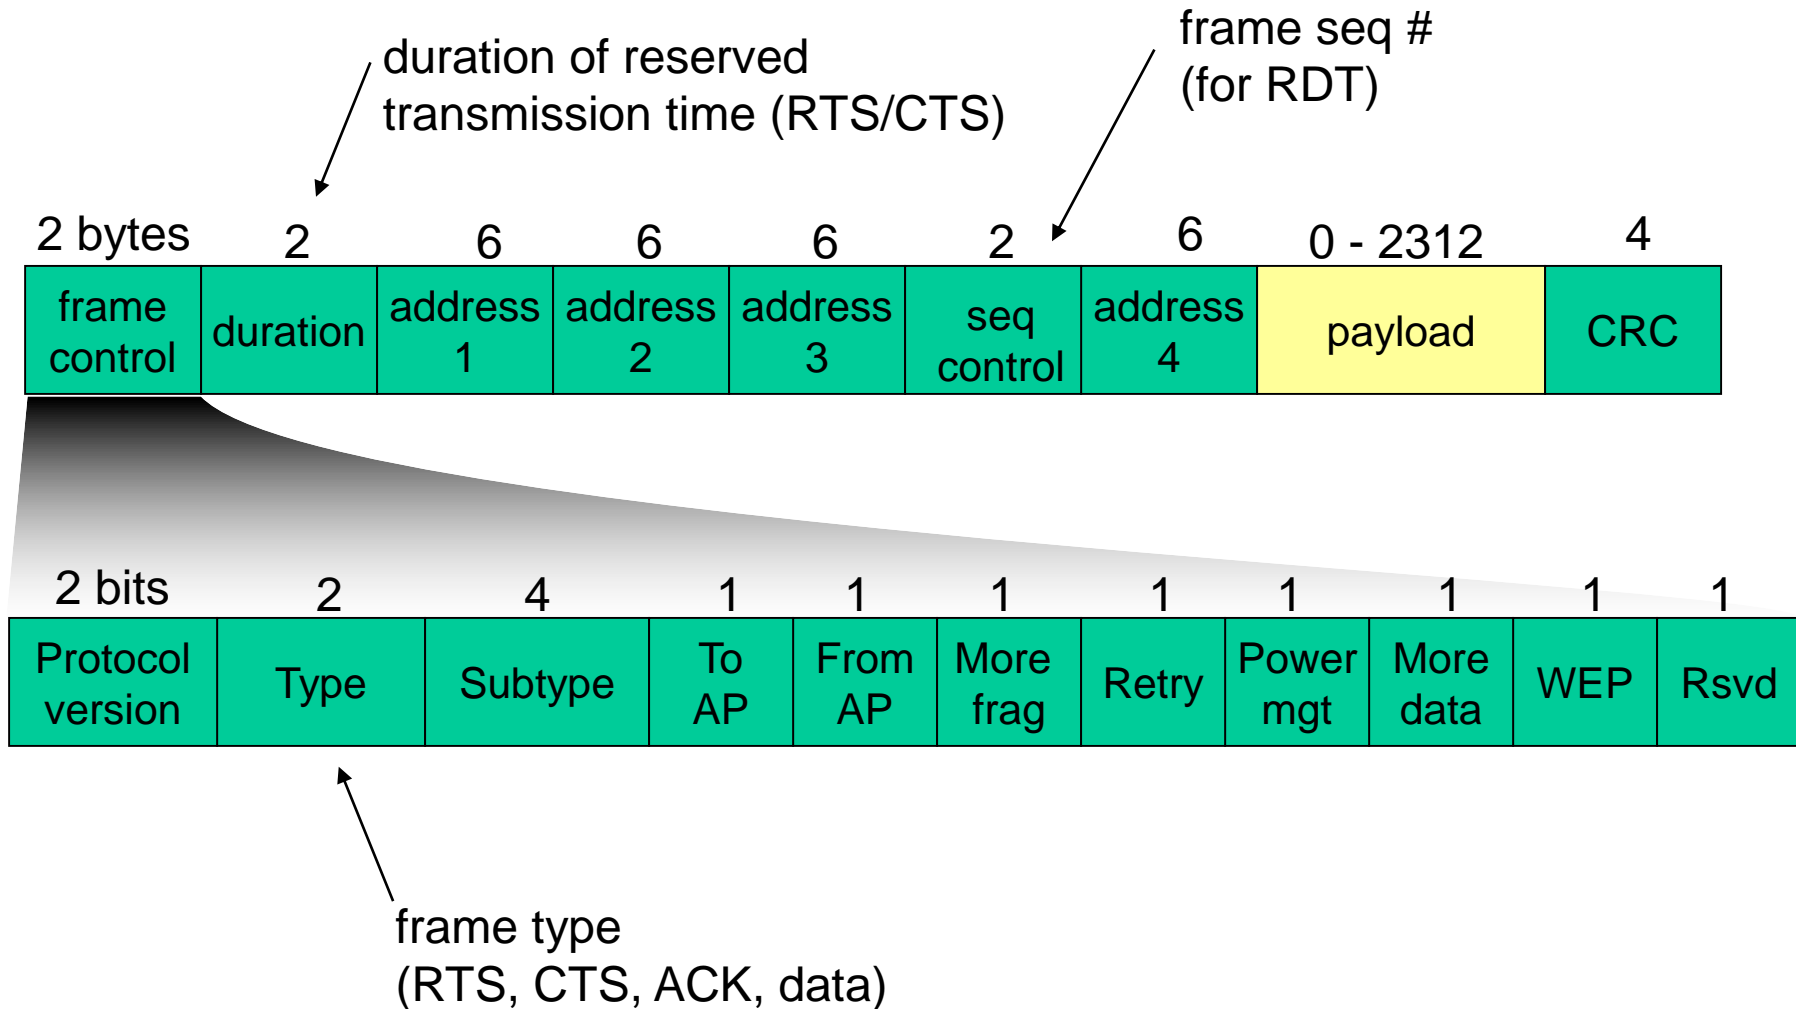 duration of reserved
transmission time (RTS/CTS)
frame seq #
(for RDT)
2 bytes 2 6 6 6 2 6 0 - 2312 4
frame control duration address 1 address 2 address 3 seq control address 4 payload CRC
2 bits 2 4 1 1 1 1 1 1 1 1
Protocol version Type Subtype To AP From AP More frag Retry Power mgt More data WEP Rsvd
frame type
(RTS, CTS, ACK, data)